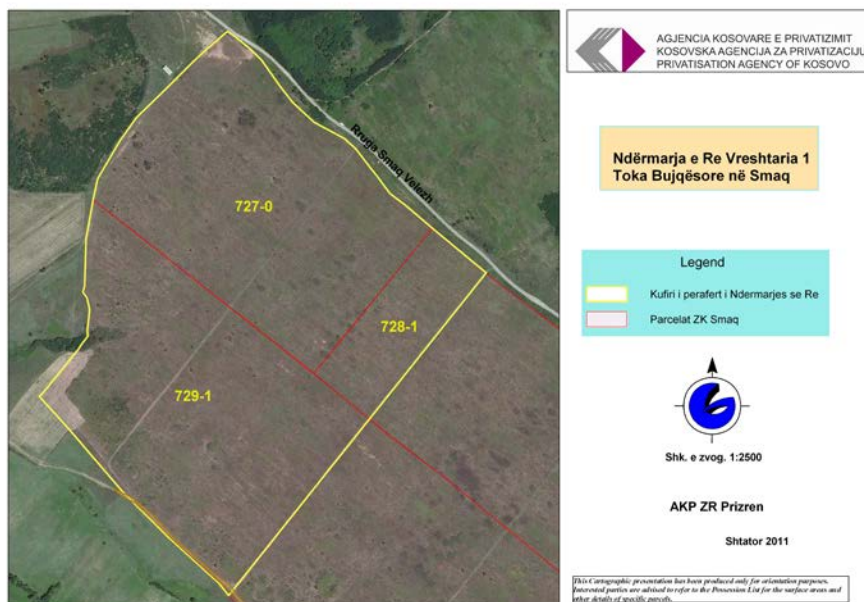 AGJENCIA KOSOVARE E PRIVATIZIMIT
KOSOVSKA AGENCIJA ZA PRIVATIZACIJU
PRIVATISATION AGENCY OF KOSOVO
Ndërmarja e Re Vreshtaria 1
Toka Bujqësore në Smaq
Legend
Kufiri i perafert i Ndermarjes se Re
Parcelat ZK Smaq
Shk. e zvog. 1:2500
AKP ZR Prizren
Shtator 2011
This Cartographic presentation has been produced only for orientation purposes.
Interested parties are advised to refer to the Possession List for the surface areas and
other details of specific parcels.
Rruga Smaq Velezh
727-0
728-1
729-1